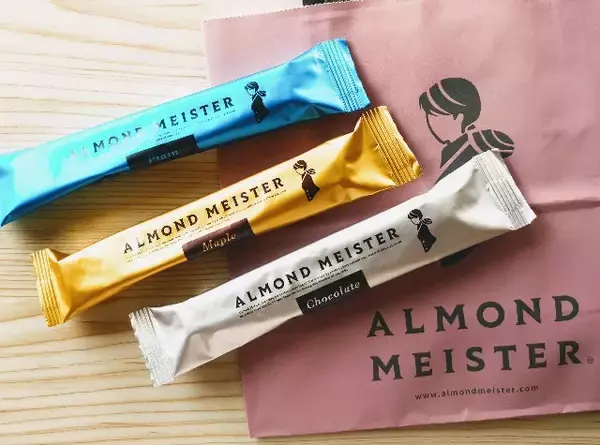 ALMOND MEISTER
Plain
ALMOND MEISTER
Maple
ALMOND MEISTER
Chocolate
ALMOND
MEISTER®
www.almondmeister.com